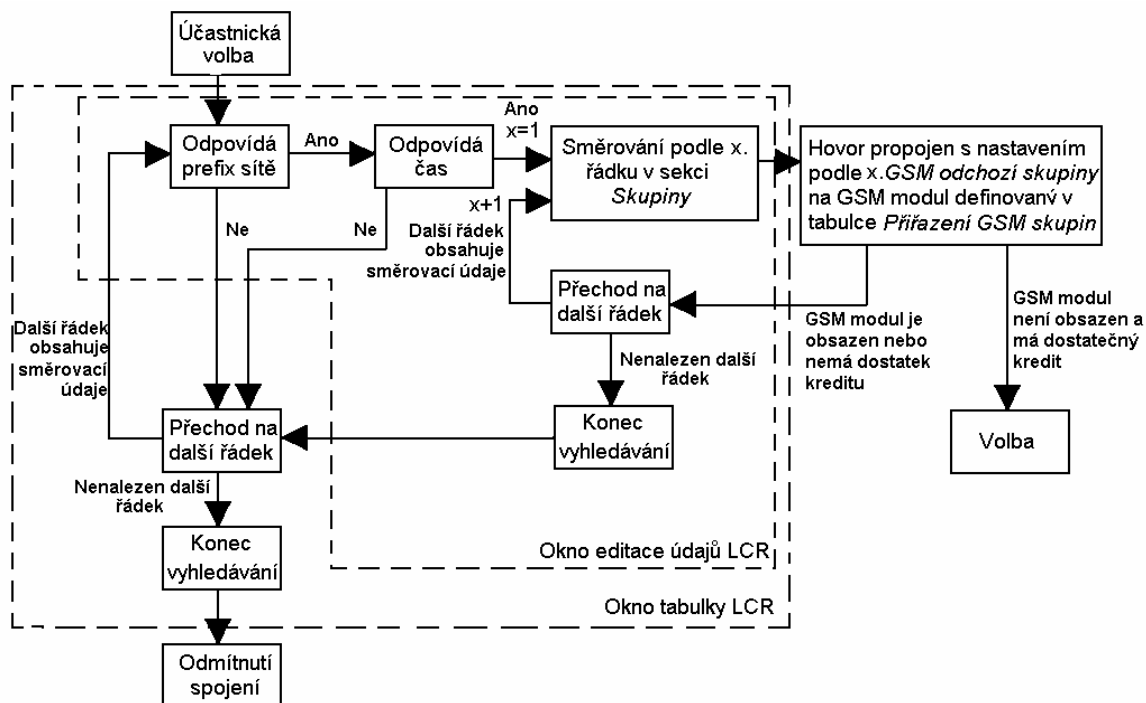 Účastnická
volba
Odpovídá
prefix sítě
Ano
Odpovídá
čas
Ano
x=1
Směrování podle x.
řádku v sekci
Skupiny
Hovor propojen s nastavením
podle x.GSM odchozí skupiny
na GSM modul definovaný v
tabulce Přiřazení GSM skupin
Ne
Ne
x+1
Další řádek
obsahuje
směrovací údaje
Přechod na
další řádek
GSM modul je
obsazen nebo
nemá dostatek
kreditu
GSM modul
není obsazen a
má dostatečný
kredit
Další řádek
obsahuje
směrovací
údaje
Nenalezen další
řádek
Přechod na
další řádek
Konec
vyhledávání
Volba
Nenalezen další
řádek
Konec
vyhledávání
Okno editace údajů LCR
Okno tabulky LCR
Odmítnutí
spojení